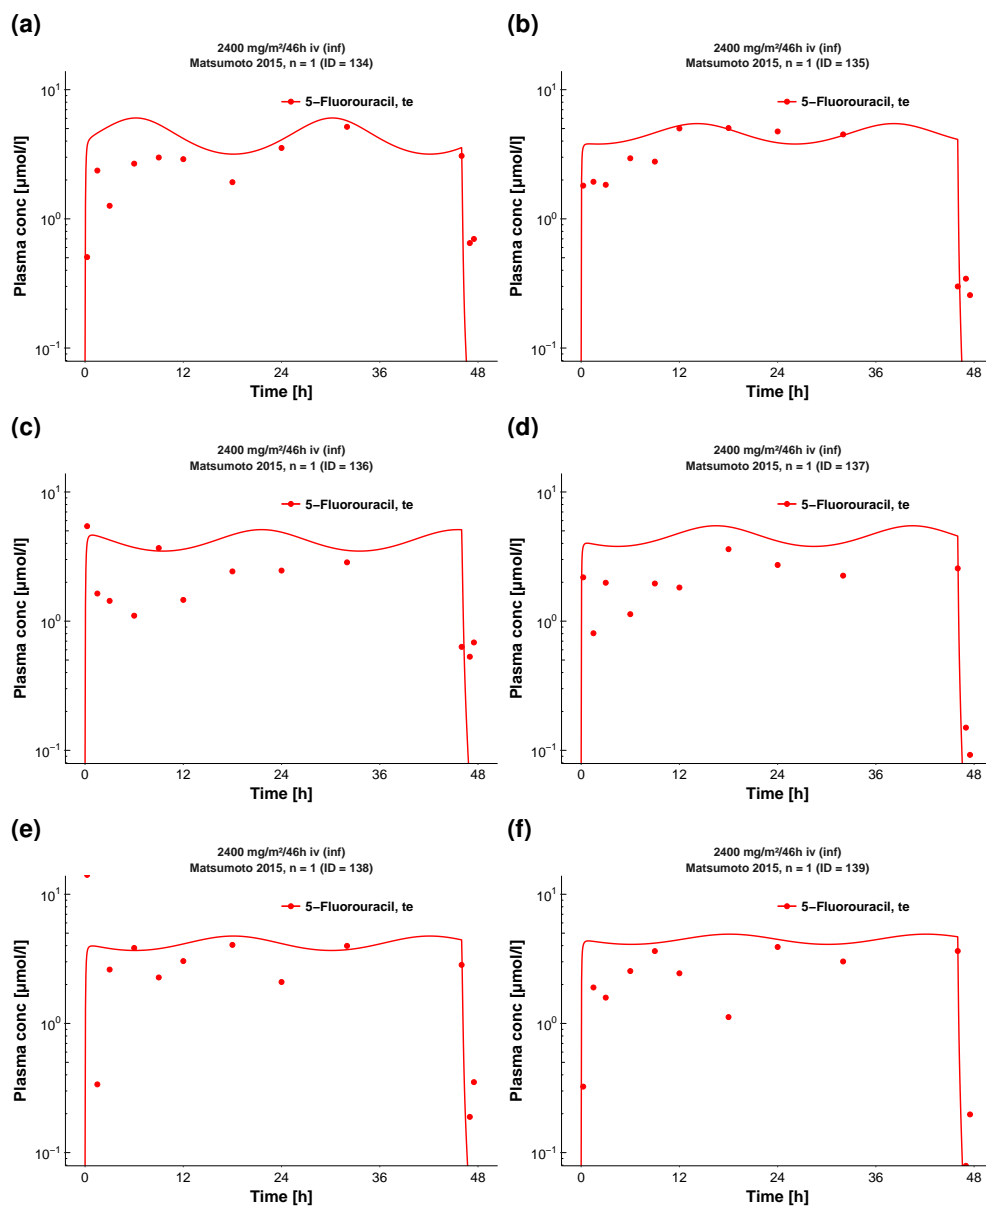 (a)
2400 mg/m²/46h iv (inf)
Matsumoto 2015, n = 1 (ID = 134)
5−Fluorouracil, te
Plasma conc [µmol/l]
10¹
10⁰
10⁻¹
0 12 24 36 48
Time [h]
(b)
2400 mg/m²/46h iv (inf)
Matsumoto 2015, n = 1 (ID = 135)
5−Fluorouracil, te
Plasma conc [µmol/l]
10¹
10⁰
10⁻¹
0 12 24 36 48
Time [h]
(c)
2400 mg/m²/46h iv (inf)
Matsumoto 2015, n = 1 (ID = 136)
5−Fluorouracil, te
Plasma conc [µmol/l]
10¹
10⁰
10⁻¹
0 12 24 36 48
Time [h]
(d)
2400 mg/m²/46h iv (inf)
Matsumoto 2015, n = 1 (ID = 137)
5−Fluorouracil, te
Plasma conc [µmol/l]
10¹
10⁰
10⁻¹
0 12 24 36 48
Time [h]
(e)
2400 mg/m²/46h iv (inf)
Matsumoto 2015, n = 1 (ID = 138)
5−Fluorouracil, te
Plasma conc [µmol/l]
10¹
10⁰
10⁻¹
0 12 24 36 48
Time [h]
(f)
2400 mg/m²/46h iv (inf)
Matsumoto 2015, n = 1 (ID = 139)
5−Fluorouracil, te
Plasma conc [µmol/l]
10¹
10⁰
10⁻¹
0 12 24 36 48
Time [h]